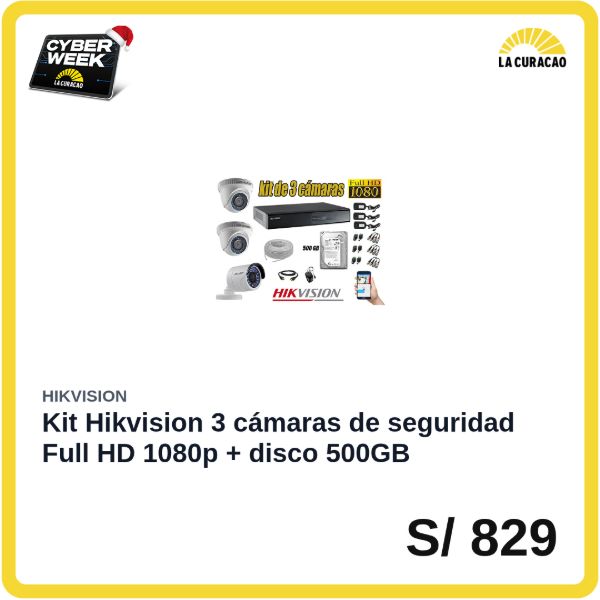 CYBER
WEEK
LA CURACAO
LA CURACAO
kit de 3 cámaras
Full HD
1080
500 GB
HIKVISION
HIKVISION
Kit Hikvision 3 cámaras de seguridad
Full HD 1080p + disco 500GB
S/ 829